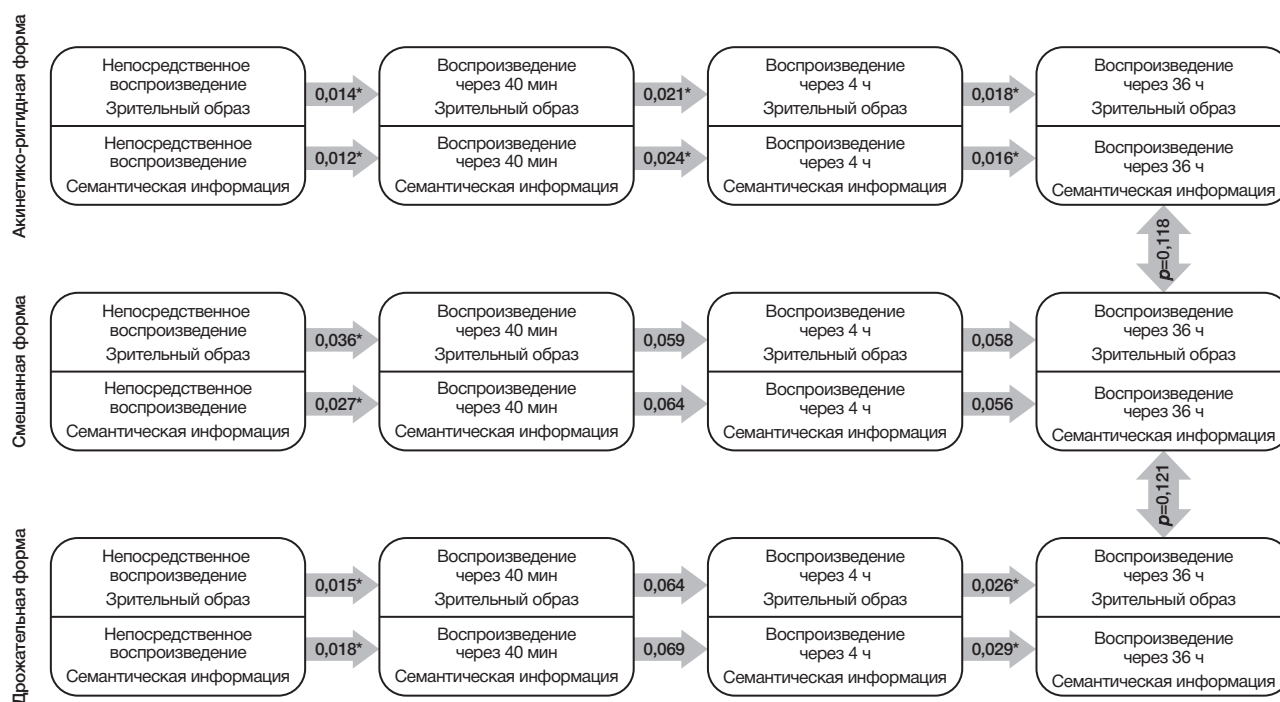 Акинетико-ригидная форма
Непосредственное
воспроизведение
Зрительный образ
0,014*
Воспроизведение
через 40 мин
Зрительный образ
0,021*
Воспроизведение
через 4 ч
Зрительный образ
0,018*
Воспроизведение
через 36 ч
Зрительный образ
Непосредственное
воспроизведение
Семантическая информация
0,012*
Воспроизведение
через 40 мин
Семантическая информация
0,024*
Воспроизведение
через 4 ч
Семантическая информация
0,016*
Воспроизведение
через 36 ч
Семантическая информация
p=0,118
Смешанная форма
Непосредственное
воспроизведение
Зрительный образ
0,036*
Воспроизведение
через 40 мин
Зрительный образ
0,059
Воспроизведение
через 4 ч
Зрительный образ
0,058
Воспроизведение
через 36 ч
Зрительный образ
Непосредственное
воспроизведение
Семантическая информация
0,027*
Воспроизведение
через 40 мин
Семантическая информация
0,064
Воспроизведение
через 4 ч
Семантическая информация
0,056
Воспроизведение
через 36 ч
Семантическая информация
p=0,121
Дрожательная форма
Непосредственное
воспроизведение
Зрительный образ
0,015*
Воспроизведение
через 40 мин
Зрительный образ
0,064
Воспроизведение
через 4 ч
Зрительный образ
0,026*
Воспроизведение
через 36 ч
Зрительный образ
Непосредственное
воспроизведение
Семантическая информация
0,018*
Воспроизведение
через 40 мин
Семантическая информация
0,069
Воспроизведение
через 4 ч
Семантическая информация
0,029*
Воспроизведение
через 36 ч
Семантическая информация